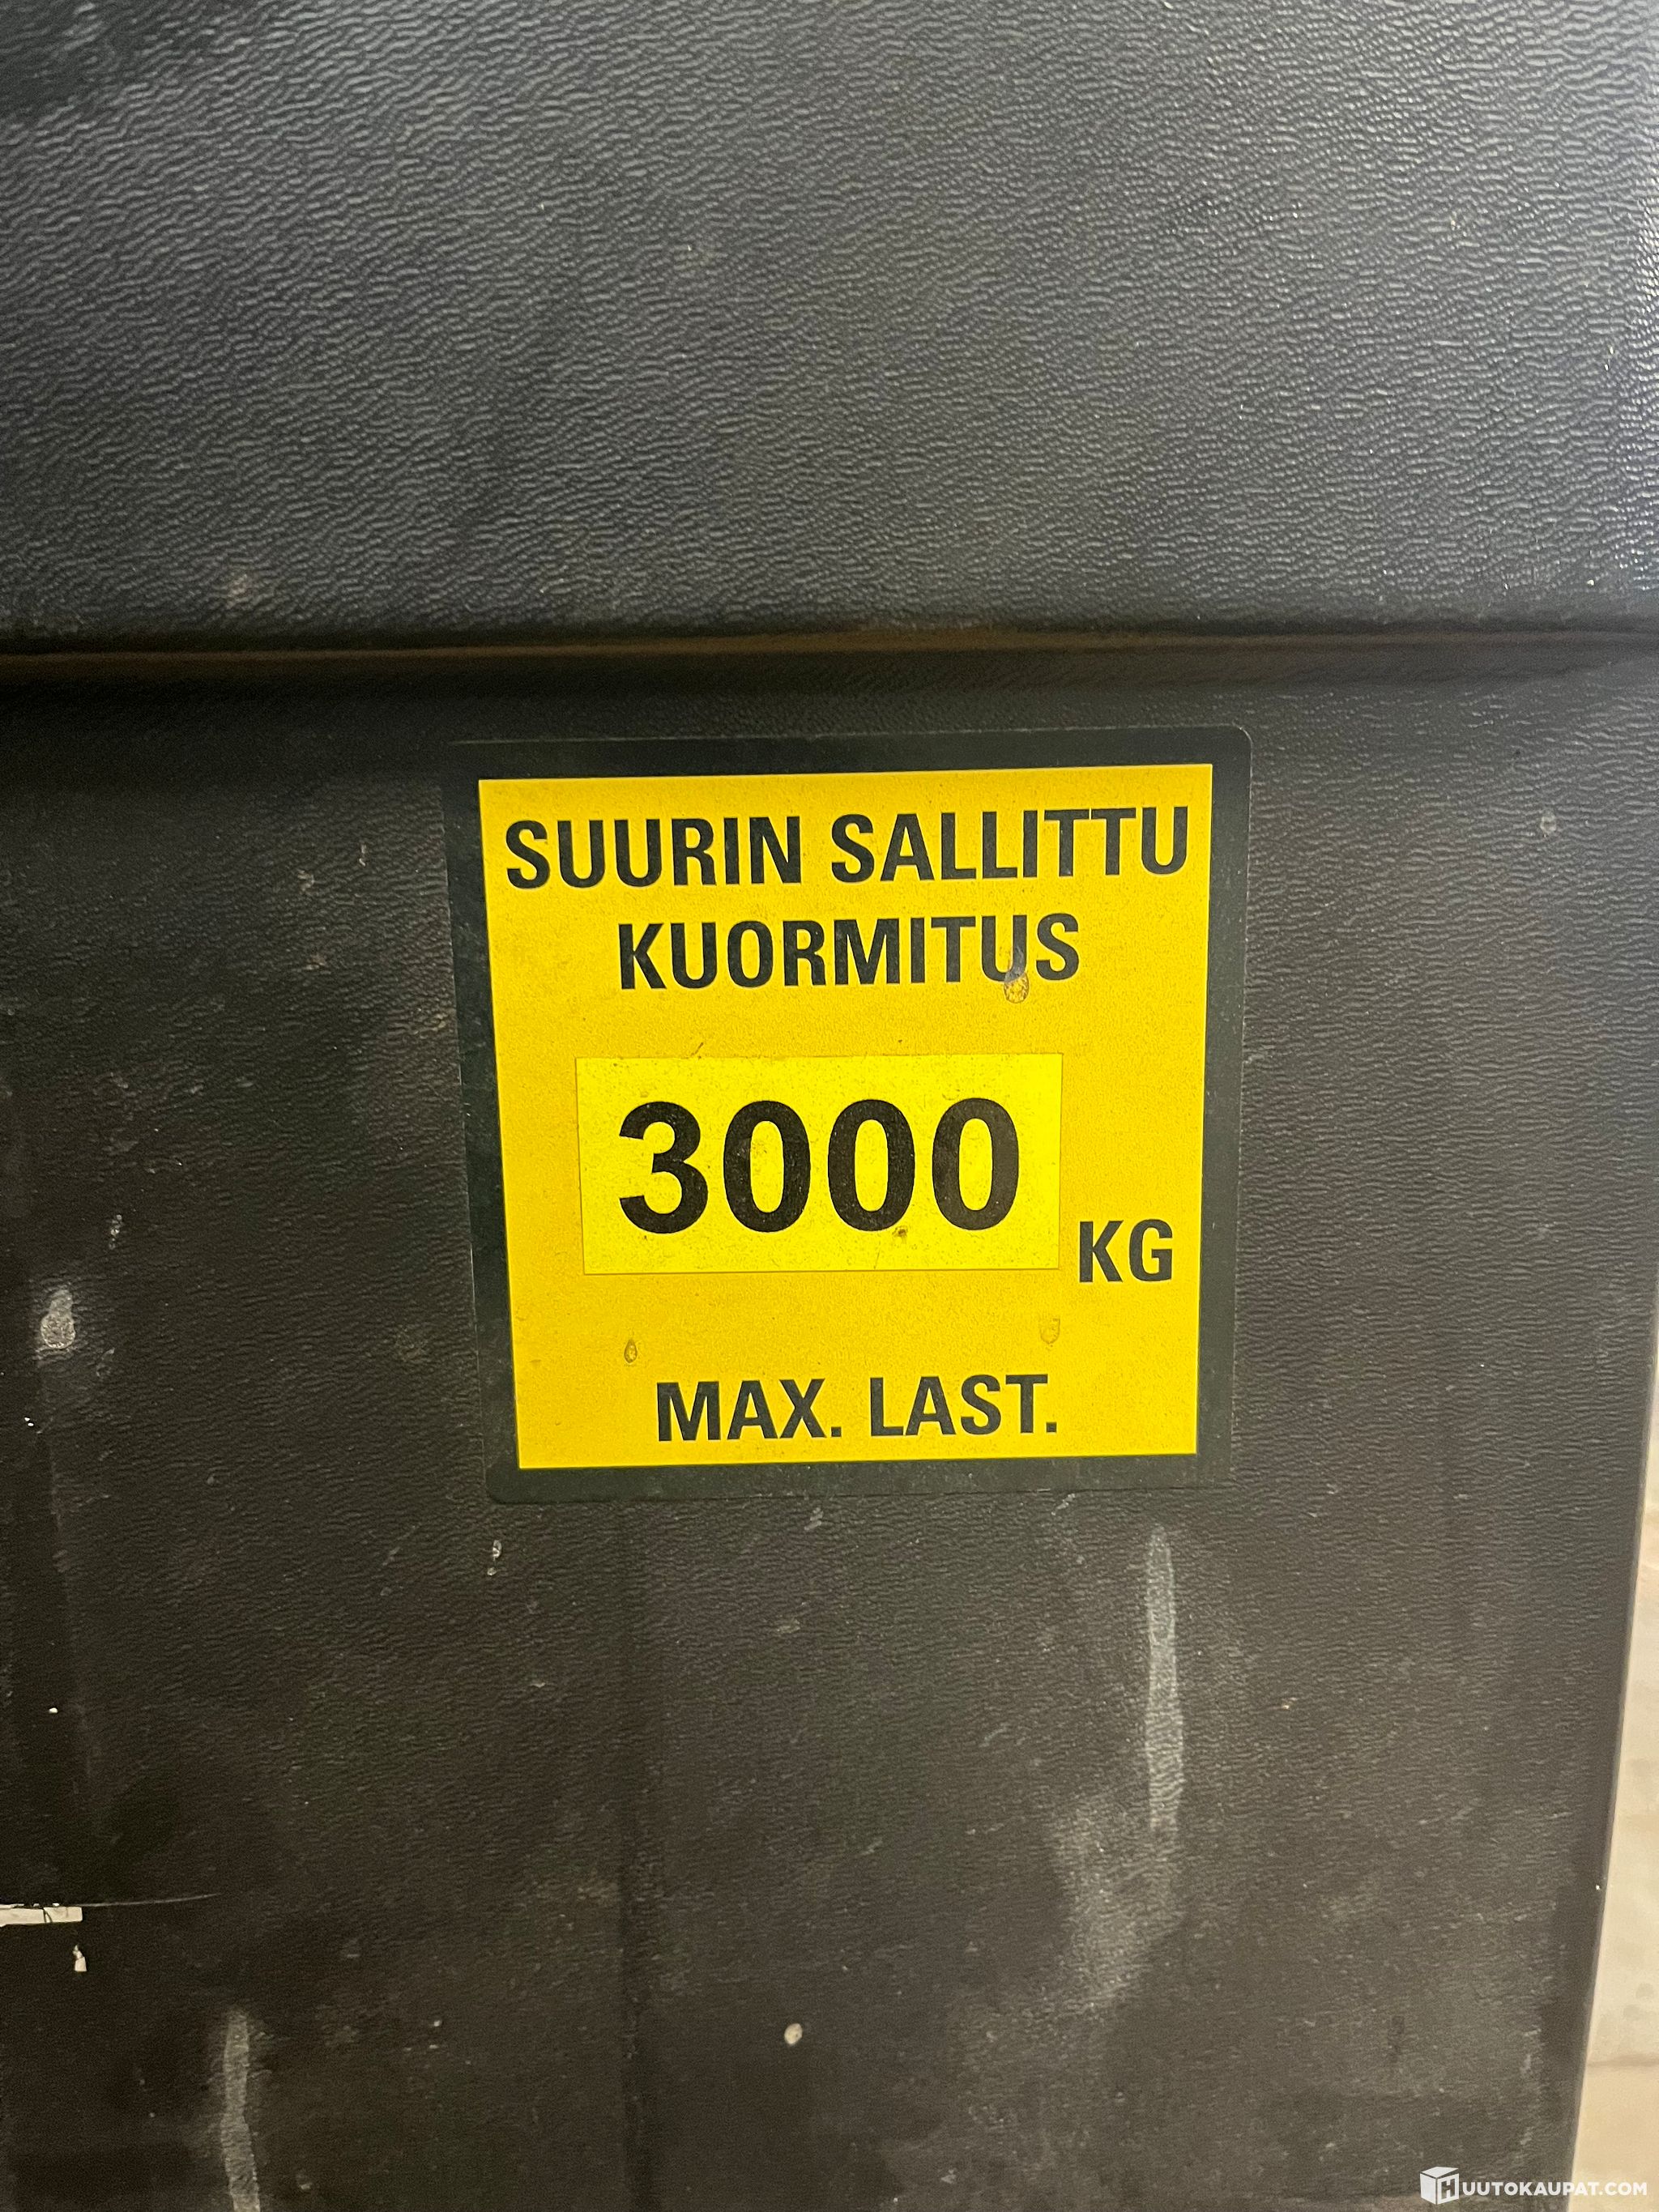 SUURIN SALLITTU
KUORMITUS
3000
KG
MAX. LAST.
HUUTOKAUPAT.COM